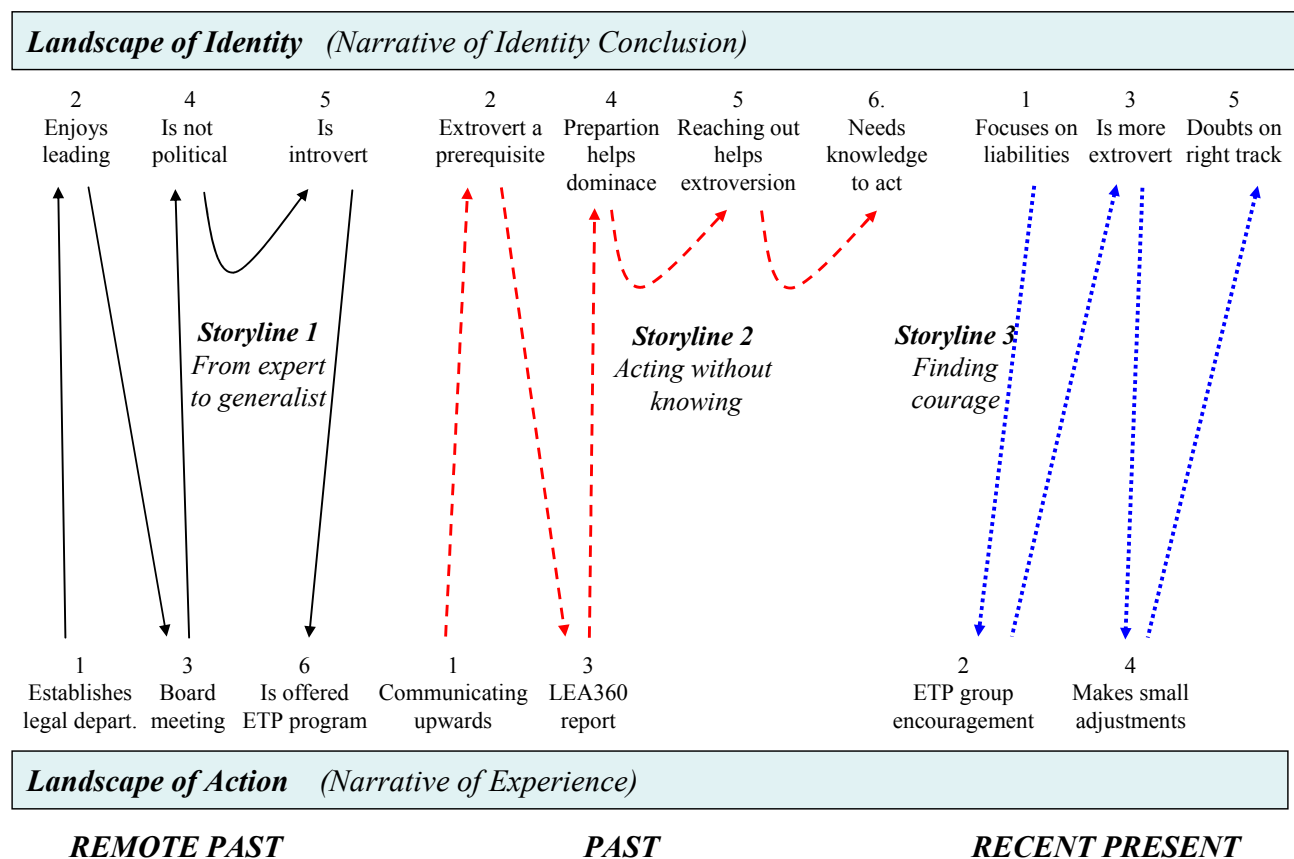 Landscape of Identity (Narrative of Identity Conclusion)
2 4 5 2 4 5 6. 1 3 5
Enjoys Is not Is Extrovert a Prepartion Reaching out Needs Focuses on Is more Doubts on
leading political introvert prerequisite helps helps knowledge liabilities extrovert right track
dominace extroversion to act
Storyline 1 Storyline 2 Storyline 3
From expert Acting without Finding
to generalist knowing courage
1 3 6 1 3 2 4
Establishes Board Is offered Communicating LEA360 ETP group Makes small
legal depart. meeting ETP program upwards report encouragement adjustments
Landscape of Action (Narrative of Experience)
REMOTE PAST PAST RECENT PRESENT